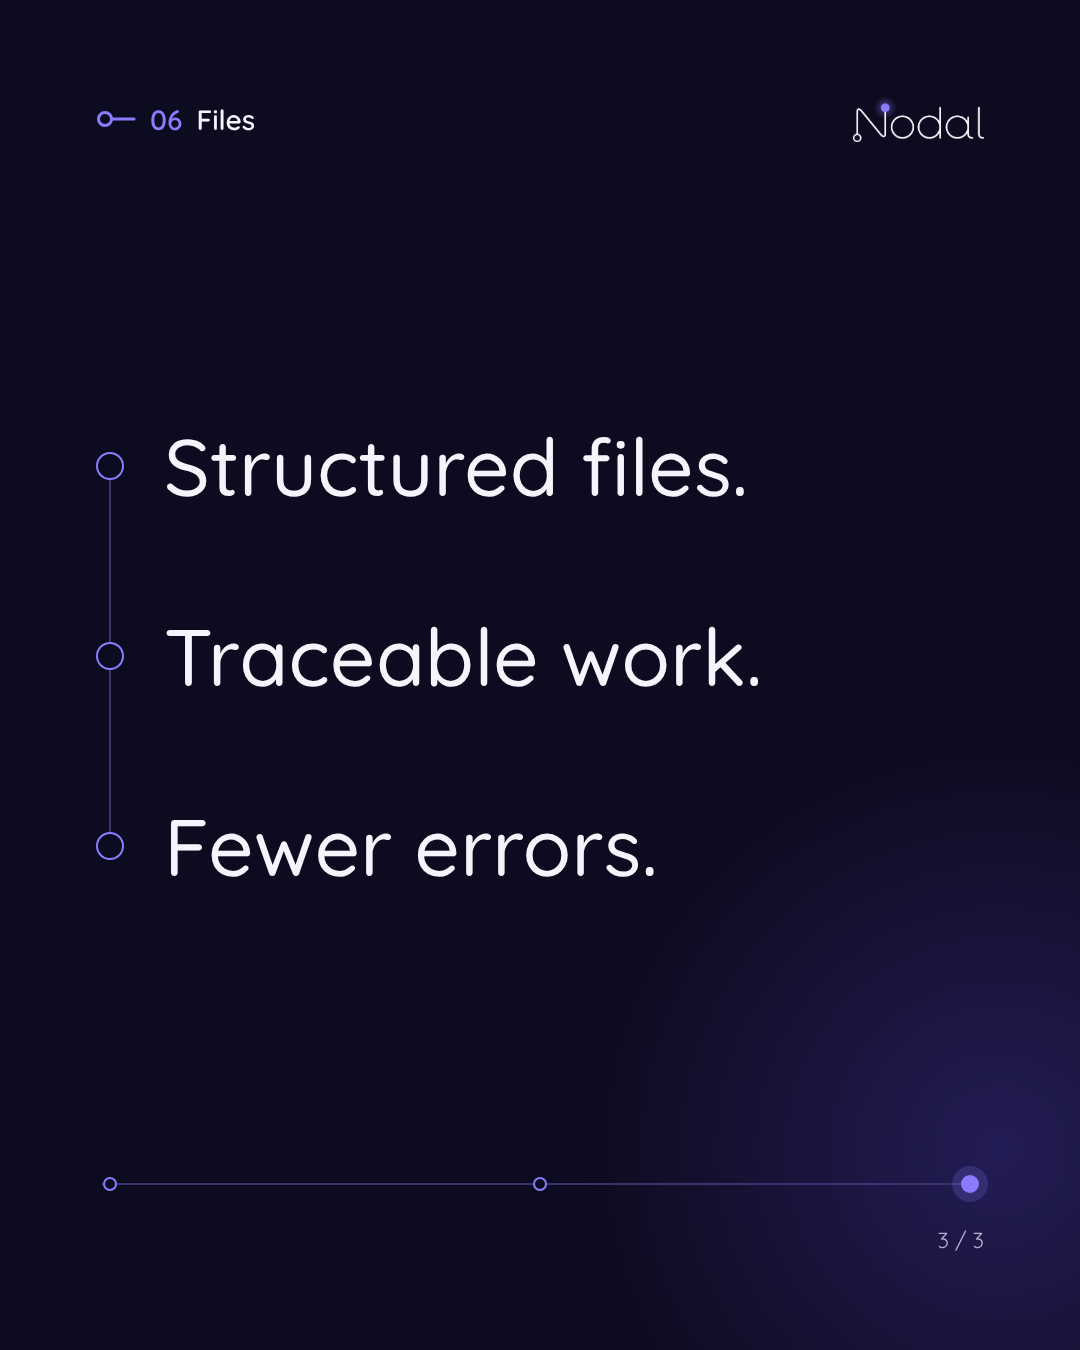 06 Files
Nodal
Structured files.
Traceable work.
Fewer errors.
3 / 3